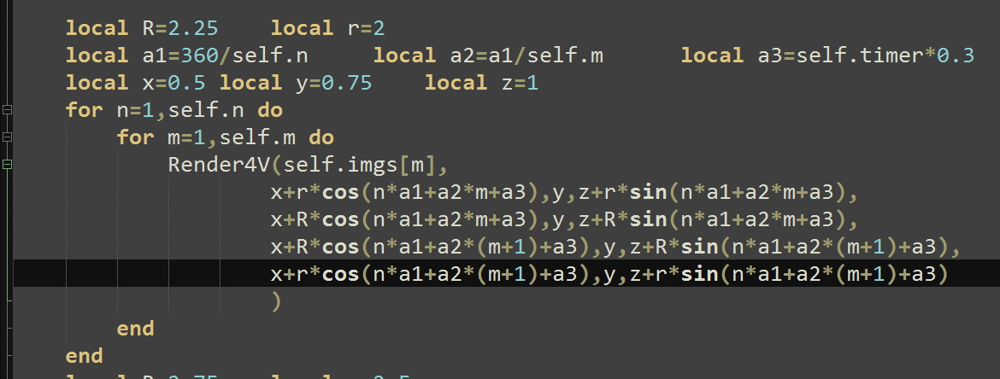 local R=2.25    local r=2
local a1=360/self.n     local a2=a1/self.m      local a3=self.timer*0.3
local x=0.5 local y=0.75    local z=1
for n=1,self.n do
for m=1,self.m do
Render4V(self.imgs[m],
x+r*cos(n*a1+a2*m+a3),y,z+r*sin(n*a1+a2*m+a3),
x+R*cos(n*a1+a2*m+a3),y,z+R*sin(n*a1+a2*m+a3),
x+R*cos(n*a1+a2*(m+1)+a3),y,z+R*sin(n*a1+a2*(m+1)+a3),
x+r*cos(n*a1+a2*(m+1)+a3),y,z+r*sin(n*a1+a2*(m+1)+a3)
)
end
end